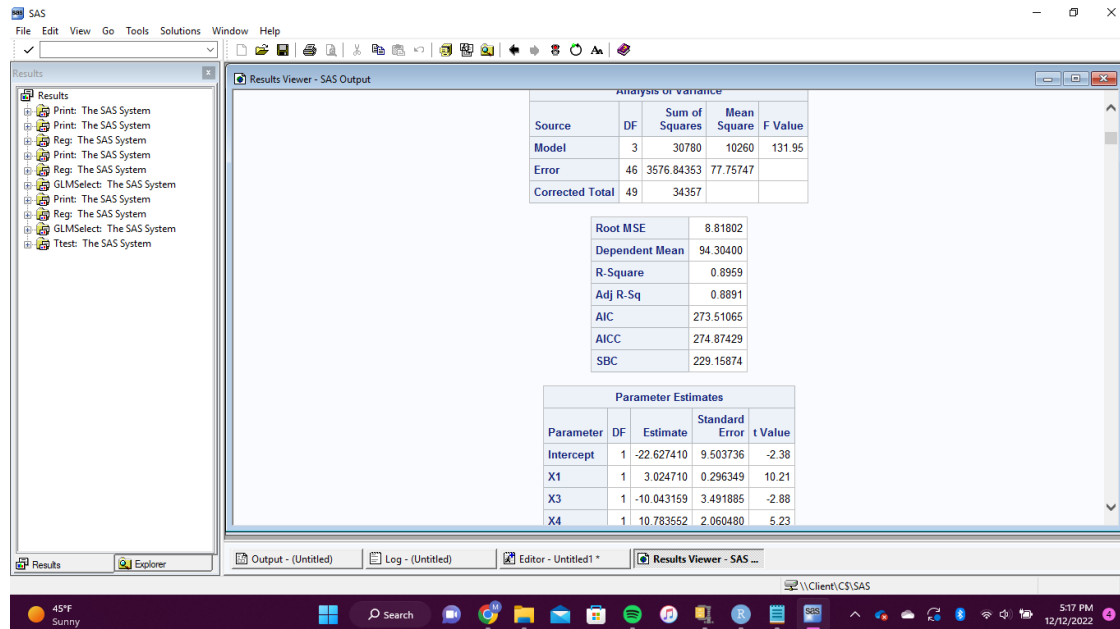 SAS
File Edit View Go Tools Solutions Window Help
Results
Results Viewer - SAS Output
Results
Print: The SAS System
Print: The SAS System
Reg: The SAS System
Print: The SAS System
Reg: The SAS System
GLMSelect: The SAS System
Print: The SAS System
Reg: The SAS System
GLMSelect: The SAS System
Ttest: The SAS System
Analysis of Variance
Source DF Sum of Squares Mean Square F Value
Model 3 30780 10260 131.95
Error 46 3576.84353 77.75747
Corrected Total 49 34357
Root MSE 8.81802
Dependent Mean 94.30400
R-Square 0.8959
Adj R-Sq 0.8891
AIC 273.51065
AICC 274.87429
SBC 229.15874
Parameter Estimates
Parameter DF Estimate Standard Error t Value
Intercept 1 -22.627410 9.503736 -2.38
X1 1 3.024710 0.296349 10.21
X3 1 -10.043159 3.491885 -2.88
X4 1 10.783552 2.060480 5.23
Results Explorer
Output - (Untitled) Log - (Untitled) Editor - Untitled1 * Results Viewer - SAS ...
\\Client\C$\SAS
45°F
Sunny
Search
5:17 PM
12/12/2022
4